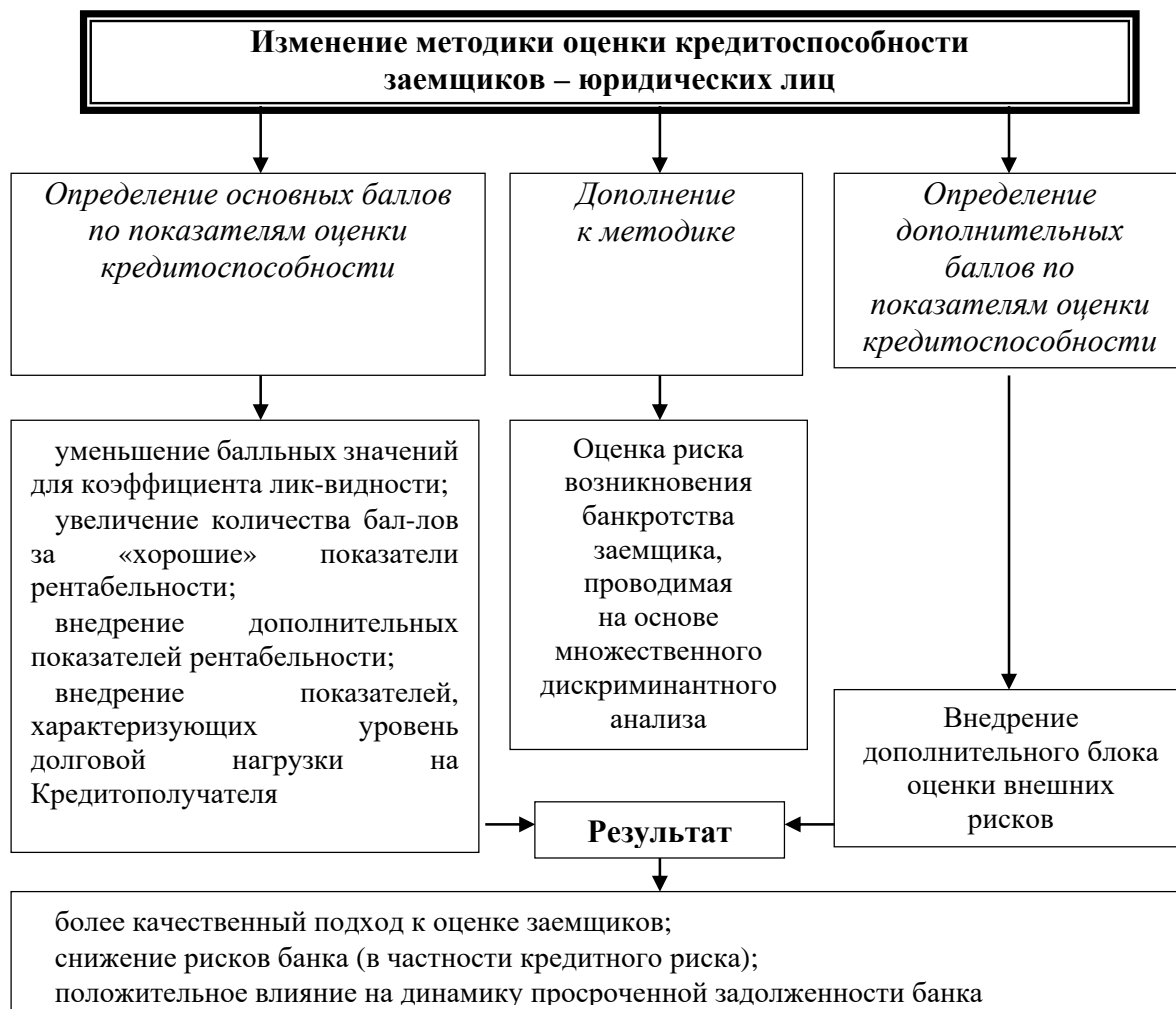 Изменение методики оценки кредитоспособности
заемщиков – юридических лиц
Определение основных баллов
по показателям оценки
кредитоспособности
Дополнение
к методике
Определение
дополнительных
баллов по
показателям оценки
кредитоспособности
уменьшение балльных значений
для коэффициента лик-видности;
увеличение количества бал-лов
за «хорошие» показатели
рентабельности;
внедрение дополнительных
показателей рентабельности;
внедрение показателей,
характеризующих уровень
долговой нагрузки на
Кредитополучателя
Оценка риска
возникновения
банкротства
заемщика,
проводимая
на основе
множественного
дискриминантного
анализа
Внедрение
дополнительного блока
оценки внешних
рисков
Результат
более качественный подход к оценке заемщиков;
снижение рисков банка (в частности кредитного риска);
положительное влияние на динамику просроченной задолженности банка